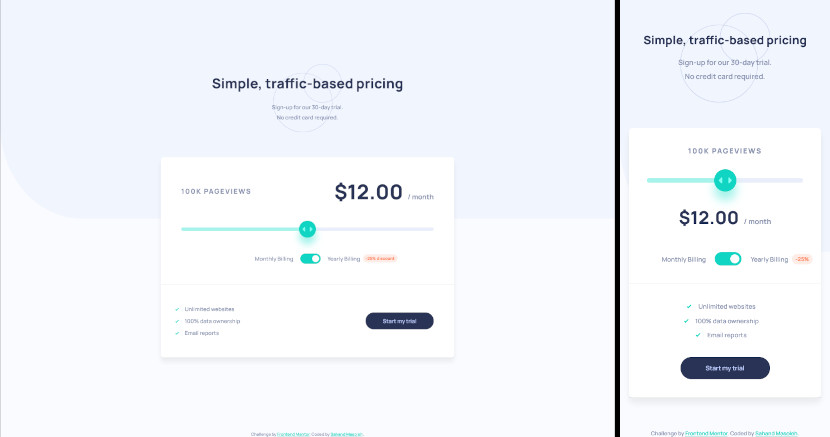 Simple, traffic-based pricing
Sign-up for our 30-day trial.
No credit card required.
100K PAGEVIEWS
$12.00 / month
Monthly Billing Yearly Billing -25% discount
Unlimited websites
100% data ownership
Email reports
Start my trial
Challenge by Frontend Mentor. Coded by
Simple, traffic-based pricing
Sign-up for our 30-day trial.
No credit card required.
100K PAGEVIEWS
$12.00 / month
Monthly Billing Yearly Billing -25%
Unlimited websites
100% data ownership
Email reports
Start my trial
Challenge by Frontend Mentor. Coded by